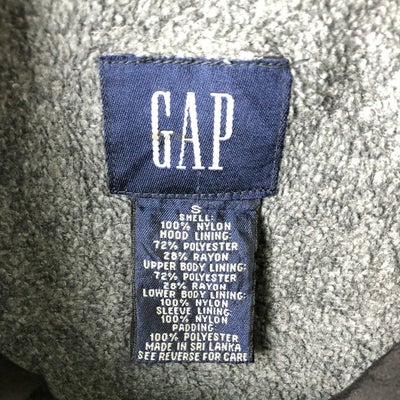 GAP
S
SHELL:
100% NYLON
HOOD LINING:
72% POLYESTER
28% RAYON
UPPER BODY LINING:
72% POLYESTER
28% RAYON
LOWER BODY LINING:
100% NYLON
SLEEVE LINING:
100% NYLON
PADDING:
100% POLYESTER
MADE IN SRI LANKA
SEE REVERSE FOR CARE